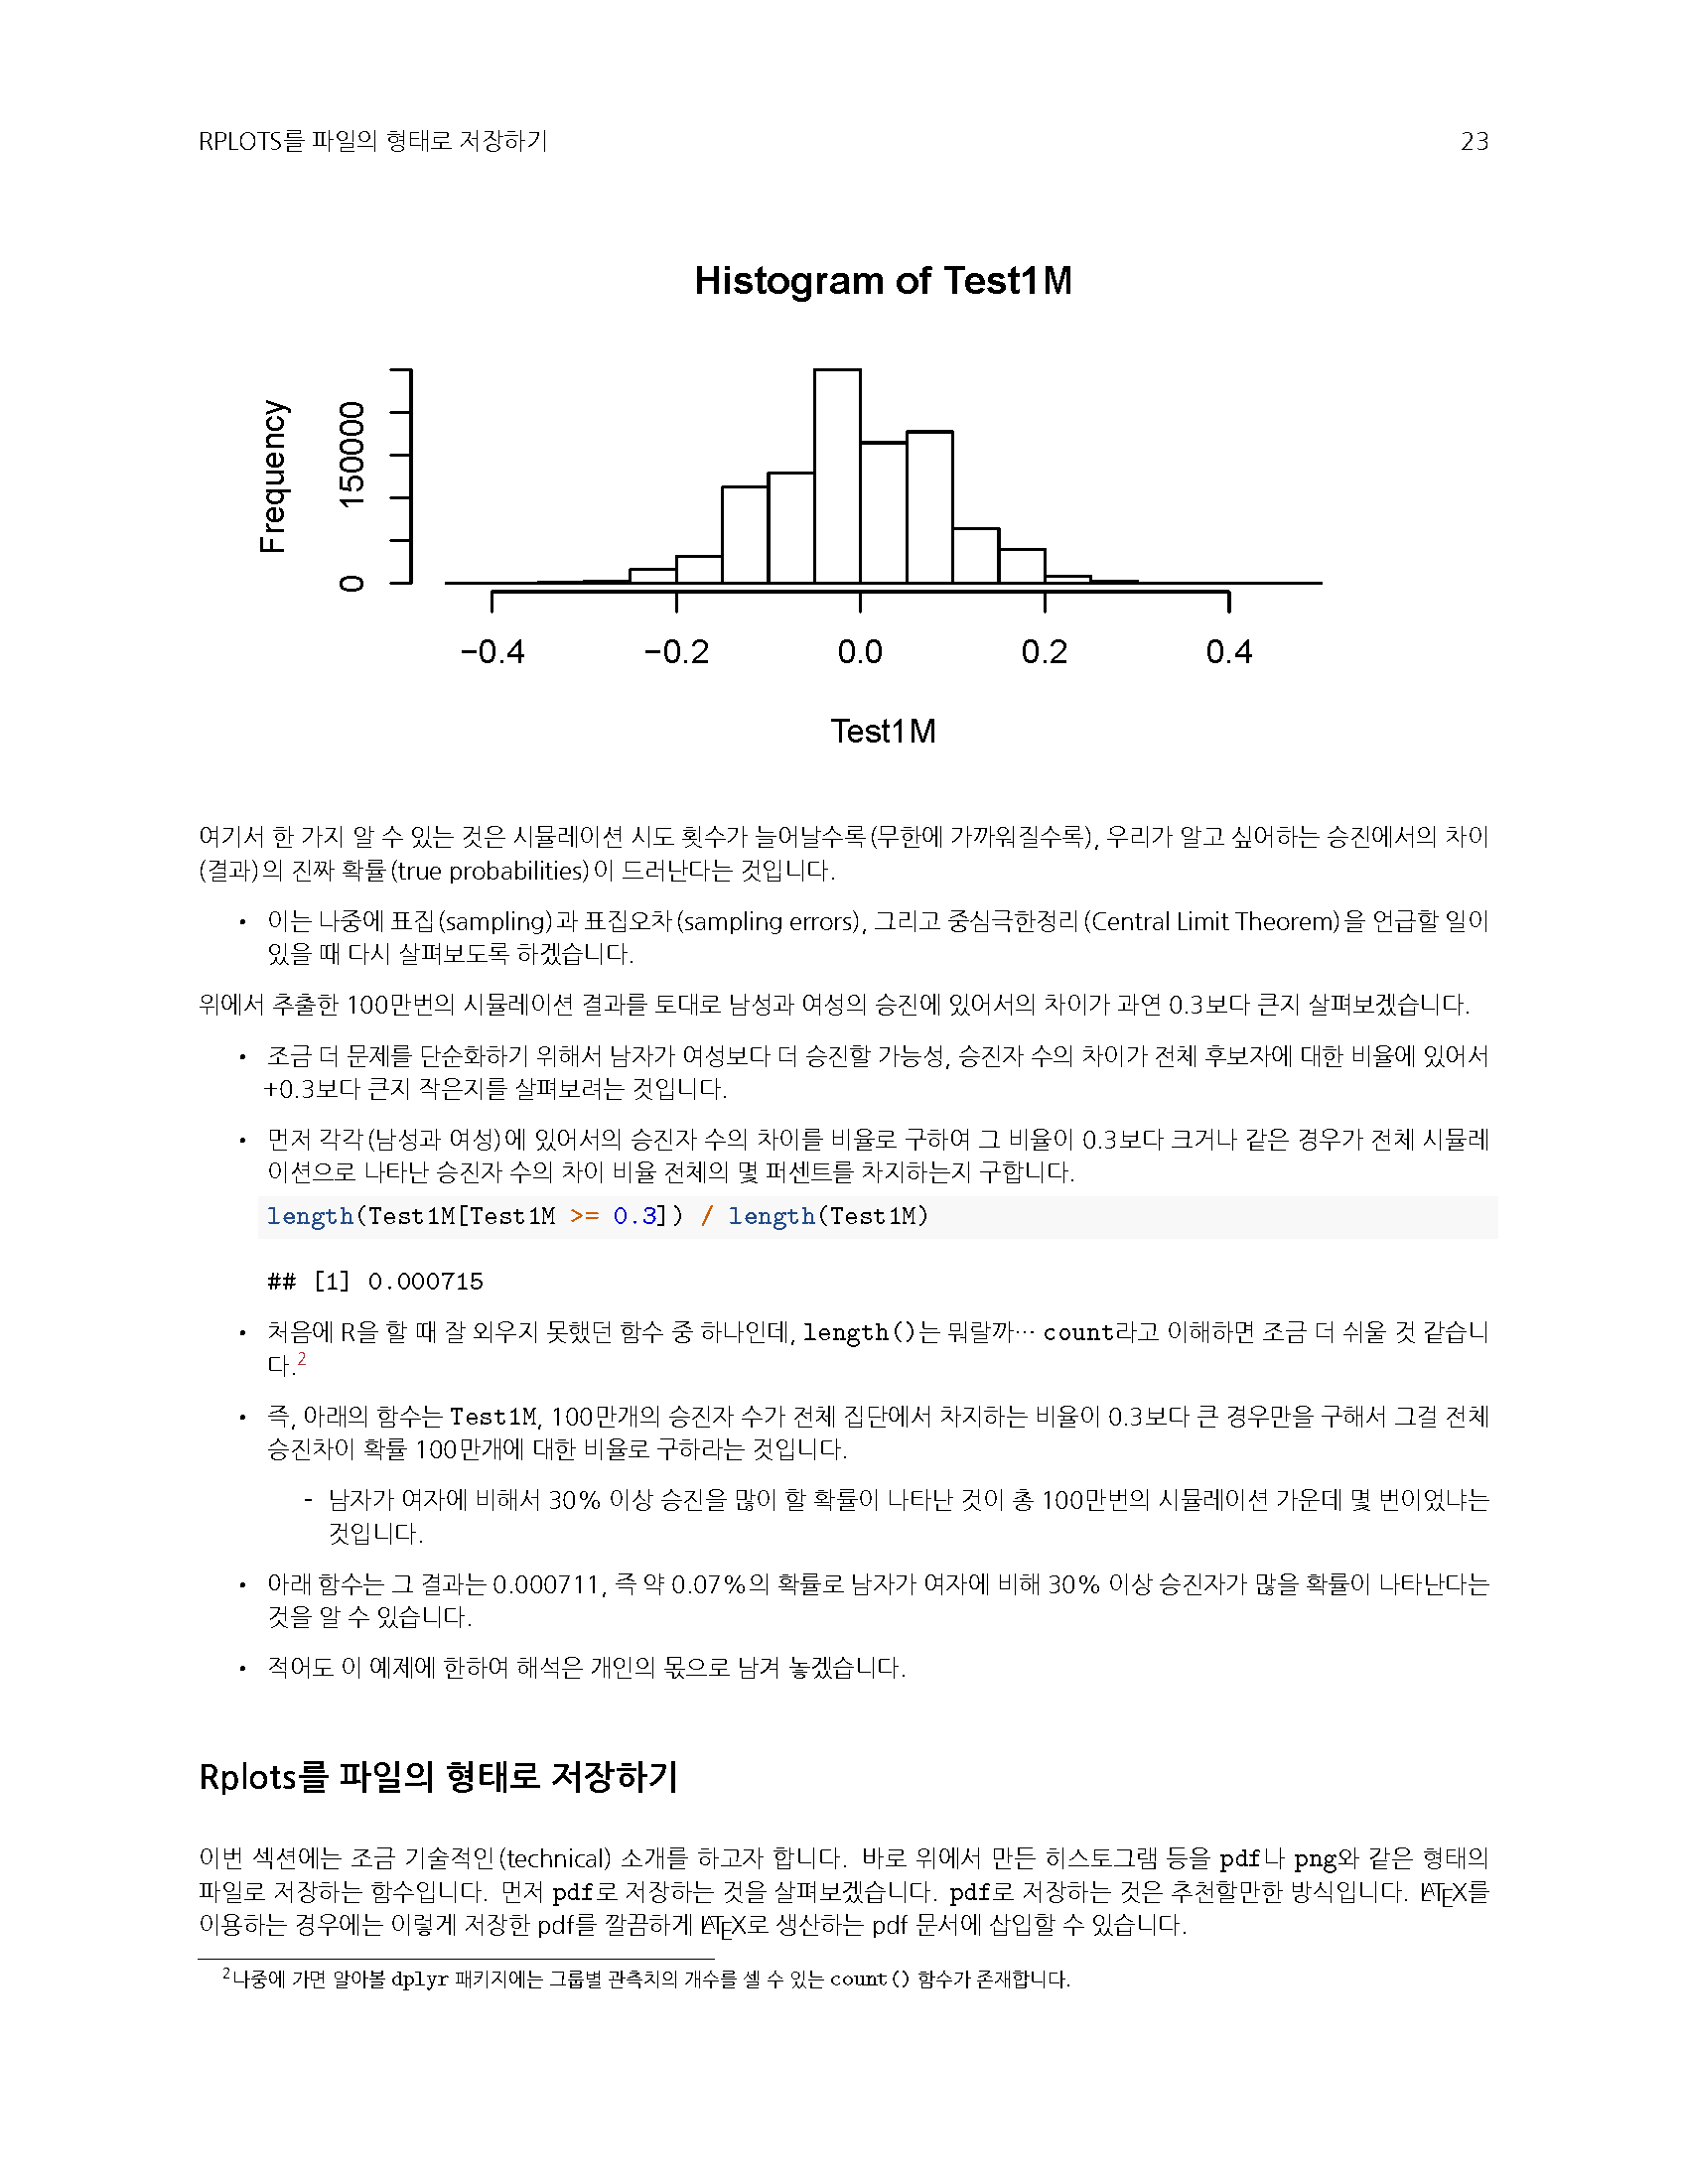 RPLOTS를 파일의 형태로 저장하기 23
Histogram of Test1M
Frequency
0 150000
−0.4 −0.2 0.0 0.2 0.4
Test1M
여기서 한 가지 알 수 있는 것은 시뮬레이션 시도 횟수가 늘어날수록(무한에 가까워질수록), 우리가 알고 싶어하는 승진에서의 차이
(결과)의 진짜 확률(true probabilities)이 드러난다는 것입니다.
• 이는 나중에 표집(sampling)과 표집오차(sampling errors), 그리고 중심극한정리(Central Limit Theorem)을 언급할 일이
있을 때 다시 살펴보도록 하겠습니다.
위에서 추출한 100만번의 시뮬레이션 결과를 토대로 남성과 여성의 승진에 있어서의 차이가 과연 0.3보다 큰지 살펴보겠습니다.
• 조금 더 문제를 단순화하기 위해서 남자가 여성보다 더 승진할 가능성, 승진자 수의 차이가 전체 후보자에 대한 비율에 있어서
+0.3보다 큰지 작은지를 살펴보려는 것입니다.
• 먼저 각각(남성과 여성)에 있어서의 승진자 수의 차이를 비율로 구하여 그 비율이 0.3보다 크거나 같은 경우가 전체 시뮬레
이션으로 나타난 승진자 수의 차이 비율 전체의 몇 퍼센트를 차지하는지 구합니다.
length(Test1M[Test1M >= 0.3]) / length(Test1M)
## [1] 0.000715
• 처음에 R을 할 때 잘 외우지 못했던 함수 중 하나인데, length()는 뭐랄까… count라고 이해하면 조금 더 쉬울 것 같습니
다.2
• 즉, 아래의 함수는 Test1M, 100만개의 승진자 수가 전체 집단에서 차지하는 비율이 0.3보다 큰 경우만을 구해서 그걸 전체
승진차이 확률 100만개에 대한 비율로 구하라는 것입니다.
- 남자가 여자에 비해서 30% 이상 승진을 많이 할 확률이 나타난 것이 총 100만번의 시뮬레이션 가운데 몇 번이었냐는
것입니다.
• 아래 함수는 그 결과는 0.000711, 즉 약 0.07%의 확률로 남자가 여자에 비해 30% 이상 승진자가 많을 확률이 나타난다는
것을 알 수 있습니다.
• 적어도 이 예제에 한하여 해석은 개인의 몫으로 남겨 놓겠습니다.
Rplots를 파일의 형태로 저장하기
이번 섹션에는 조금 기술적인(technical) 소개를 하고자 합니다. 바로 위에서 만든 히스토그램 등을 pdf나 png와 같은 형태의
파일로 저장하는 함수입니다. 먼저 pdf로 저장하는 것을 살펴보겠습니다. pdf로 저장하는 것은 추천할만한 방식입니다. LATEX를
이용하는 경우에는 이렇게 저장한 pdf를 깔끔하게 LATEX로 생산하는 pdf 문서에 삽입할 수 있습니다.
2나중에 가면 알아볼 dplyr 패키지에는 그룹별 관측치의 개수를 셀 수 있는 count() 함수가 존재합니다.